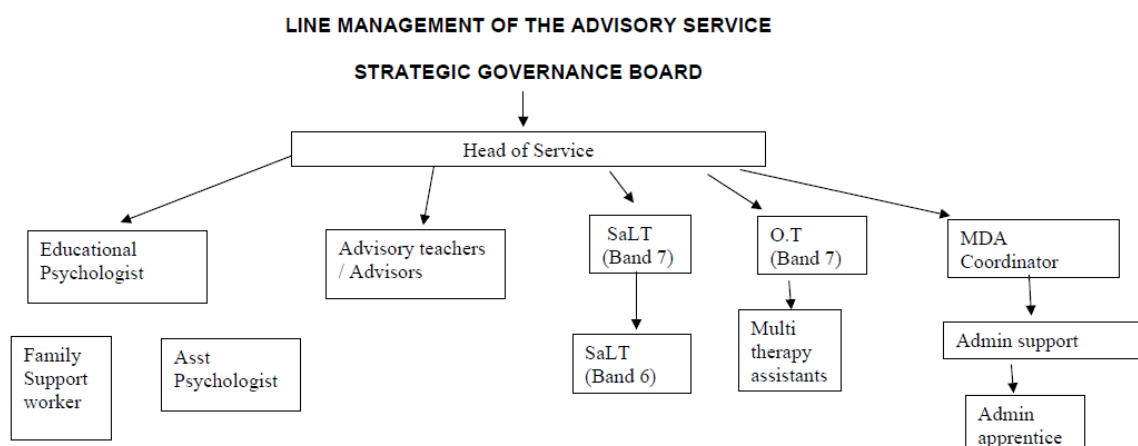 LINE MANAGEMENT OF THE ADVISORY SERVICE
STRATEGIC GOVERNANCE BOARD
Head of Service
Educational
Psychologist
Advisory teachers
/ Advisors
SaLT
(Band 7)
O.T
(Band 7)
MDA
Coordinator
Family
Support
worker
Asst
Psychologist
SaLT
(Band 6)
Multi
therapy
assistants
Admin support
Admin
apprentice